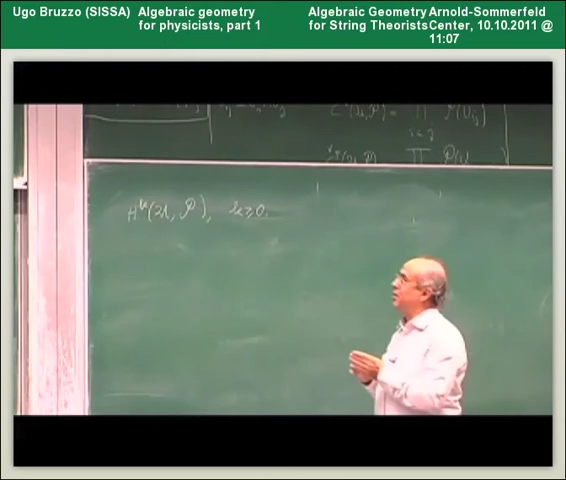 Ugo Bruzzo (SISSA)
Algebraic geometry
for physicists, part 1
Algebraic Geometry
for String Theorists
Arnold-Sommerfeld
Center, 10.10.2011 @
11:07
H^k(𝔘, 𝒫), k≥0.